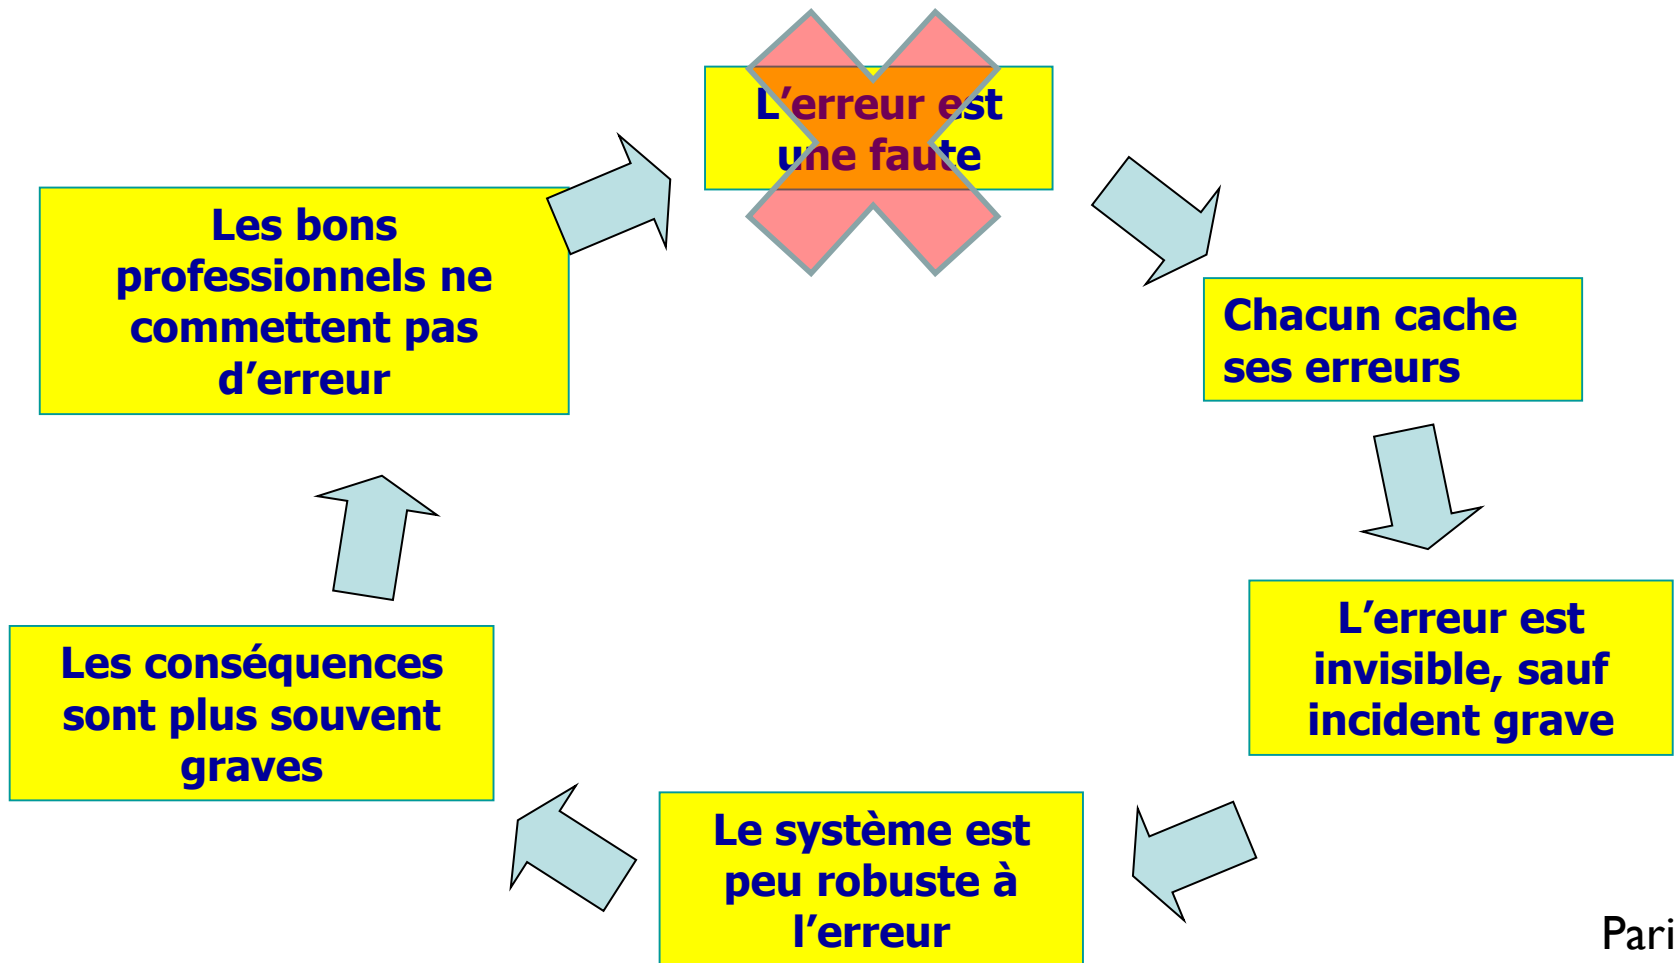 L’erreur est
une faute
Chacun cache
ses erreurs
L’erreur est
invisible, sauf
incident grave
Le système est
peu robuste à
l’erreur
Les conséquences
sont plus souvent
graves
Les bons
professionnels ne
commettent pas
d’erreur
Pari